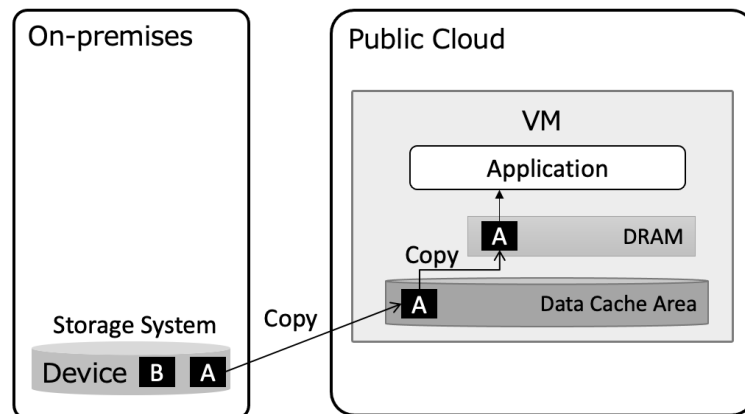 On-premises
Storage System
Device B A
Copy
Public Cloud
VM
Application
A DRAM
Copy
A Data Cache Area